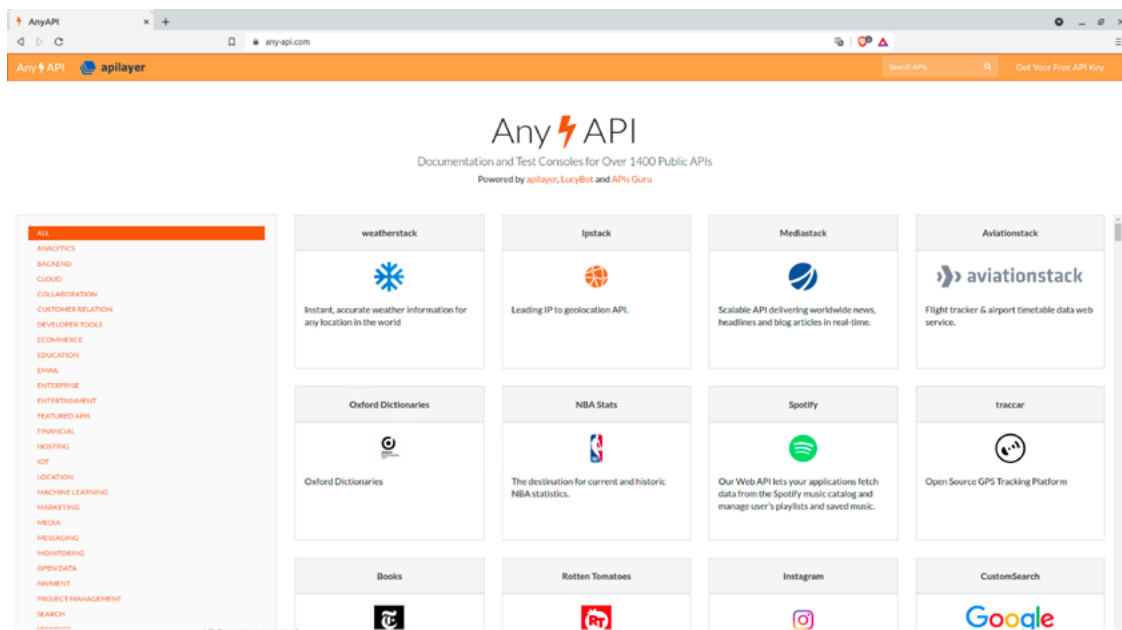 AnyAPI
any-api.com
Any API apilayer
Search APIs
Get Your Free API Key
Any API
Documentation and Test Consoles for Over 1400 Public APIs
Powered by apilayer, LucyBot and APIs Guru
ALL
ANALYTICS
BACKEND
CLOUD
COLLABORATION
CUSTOMER RELATION
DEVELOPER TOOLS
ECOMMERCE
EDUCATION
EMAIL
ENTERPRISE
ENTERTAINMENT
FEATURED APIS
FINANCIAL
HOSTING
IOT
LOCATION
MACHINE LEARNING
MARKETING
MEDIA
MESSAGING
MONITORING
OPEN DATA
PAYMENT
PROJECT MANAGEMENT
SEARCH
weatherstack
Instant, accurate weather information for
any location in the world
Ipstack
Leading IP to geolocation API.
Mediastack
Scalable API delivering worldwide news,
headlines and blog articles in real-time.
Aviationstack
aviationstack
Flight tracker & airport timetable data web
service.
Oxford Dictionaries
Oxford Dictionaries
NBA Stats
The destination for current and historic
NBA statistics.
Spotify
Our Web API lets your applications fetch
data from the Spotify music catalog and
manage user's playlists and saved music.
traccar
Open Source GPS Tracking Platform
Books
Rotten Tomatoes
RT
Instagram
CustomSearch
Google